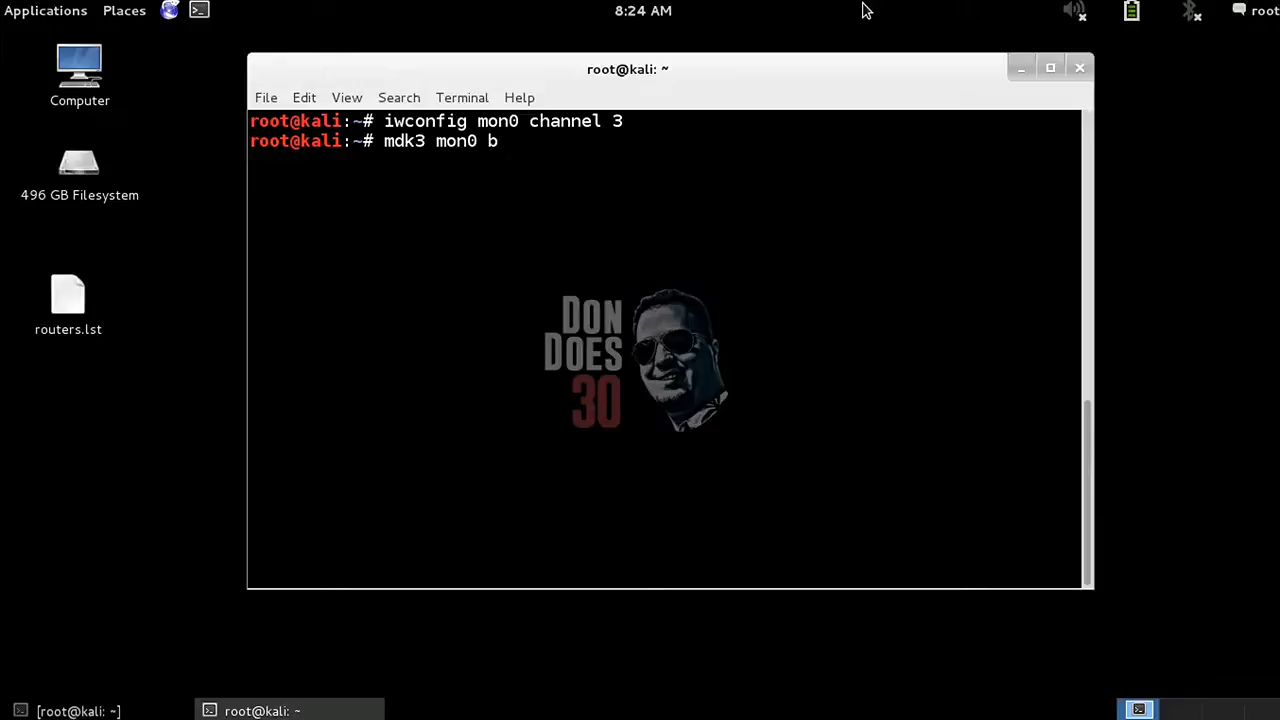 Applications Places 8:24 AM root
Computer
496 GB Filesystem
routers.lst
root@kali: ~
File Edit View Search Terminal Help
root@kali:~# iwconfig mon0 channel 3
root@kali:~# mdk3 mon0 b
DON
DOES
30
[root@kali: ~] root@kali: ~